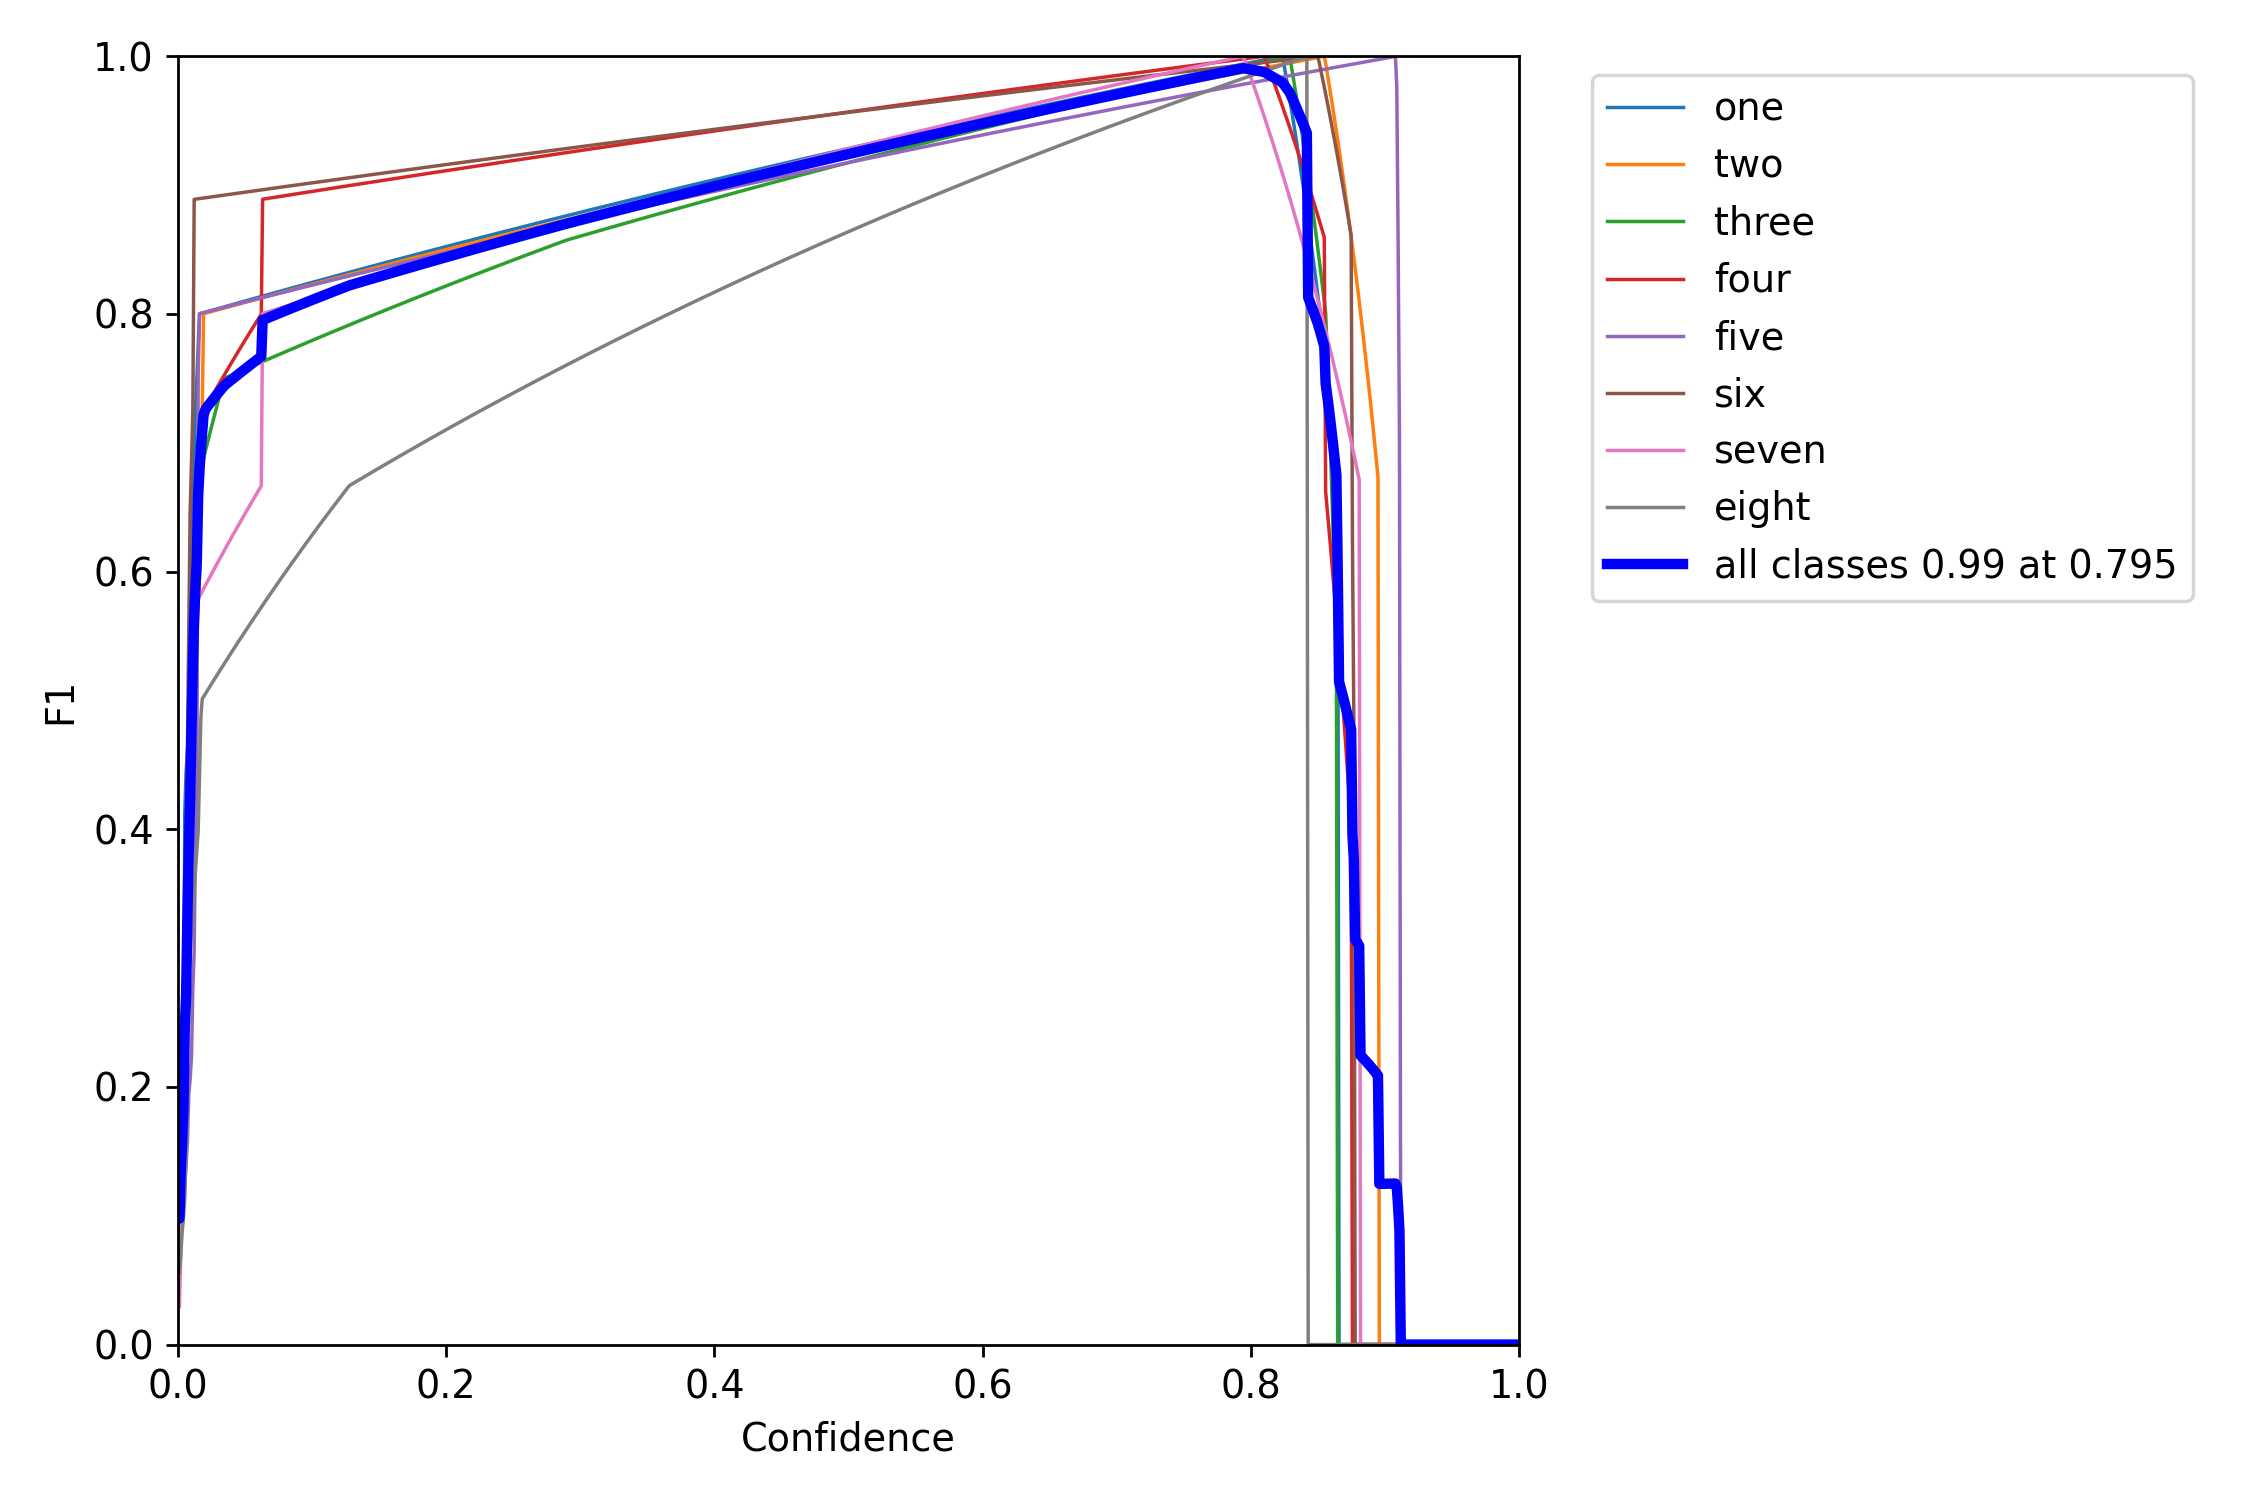 1.0
0.8
0.6
0.4
0.2
0.0
F1
0.0 0.2 0.4 0.6 0.8 1.0
Confidence
one
two
three
four
five
six
seven
eight
all classes 0.99 at 0.795